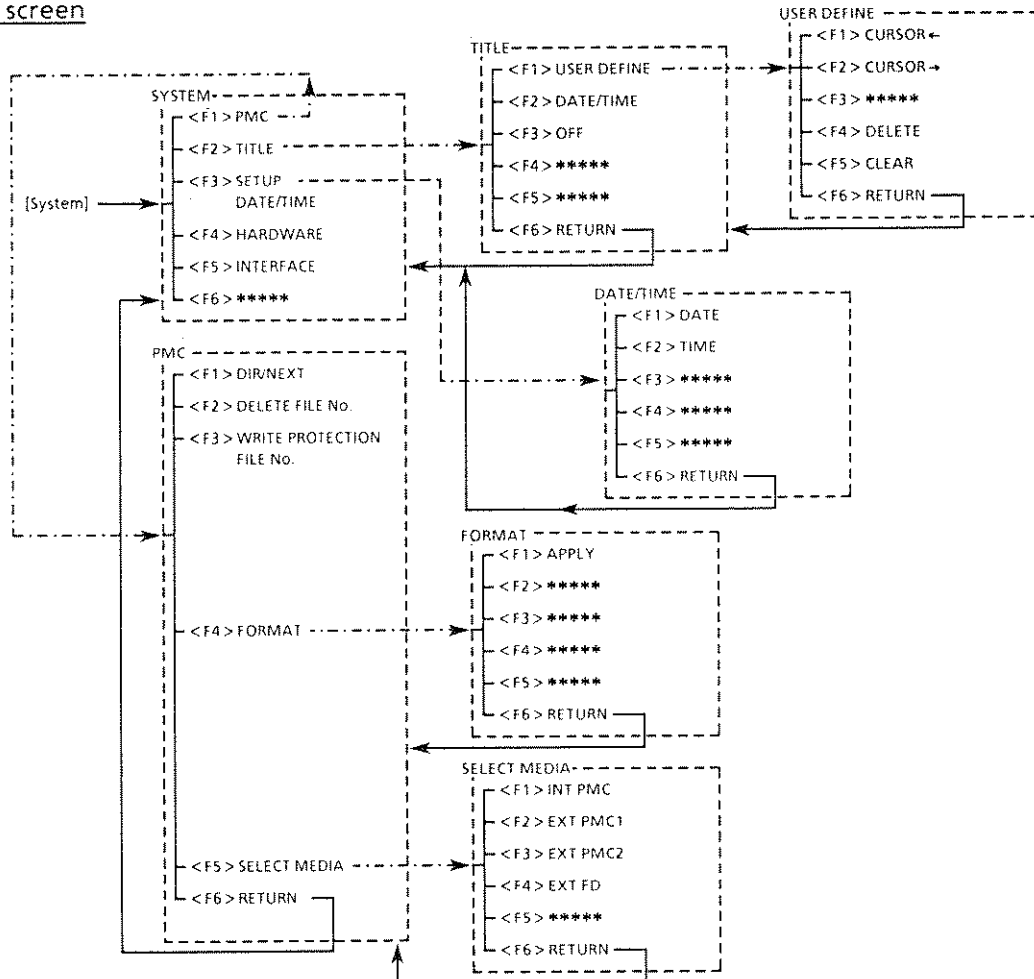 screen
[System]
SYSTEM
<F1> PMC
<F2> TITLE
<F3> SETUP
DATE/TIME
<F4> HARDWARE
<F5> INTERFACE
<F6> *****
TITLE
<F1> USER DEFINE
<F2> DATE/TIME
<F3> OFF
<F4> *****
<F5> *****
<F6> RETURN
USER DEFINE
<F1> CURSOR←
<F2> CURSOR→
<F3> *****
<F4> DELETE
<F5> CLEAR
<F6> RETURN
DATE/TIME
<F1> DATE
<F2> TIME
<F3> *****
<F4> *****
<F5> *****
<F6> RETURN
PMC
<F1> DIR/NEXT
<F2> DELETE FILE No.
<F3> WRITE PROTECTION
FILE No.
<F4> FORMAT
<F5> SELECT MEDIA
<F6> RETURN
FORMAT
<F1> APPLY
<F2> *****
<F3> *****
<F4> *****
<F5> *****
<F6> RETURN
SELECT MEDIA
<F1> INT PMC
<F2> EXT PMC1
<F3> EXT PMC2
<F4> EXT FD
<F5> *****
<F6> RETURN